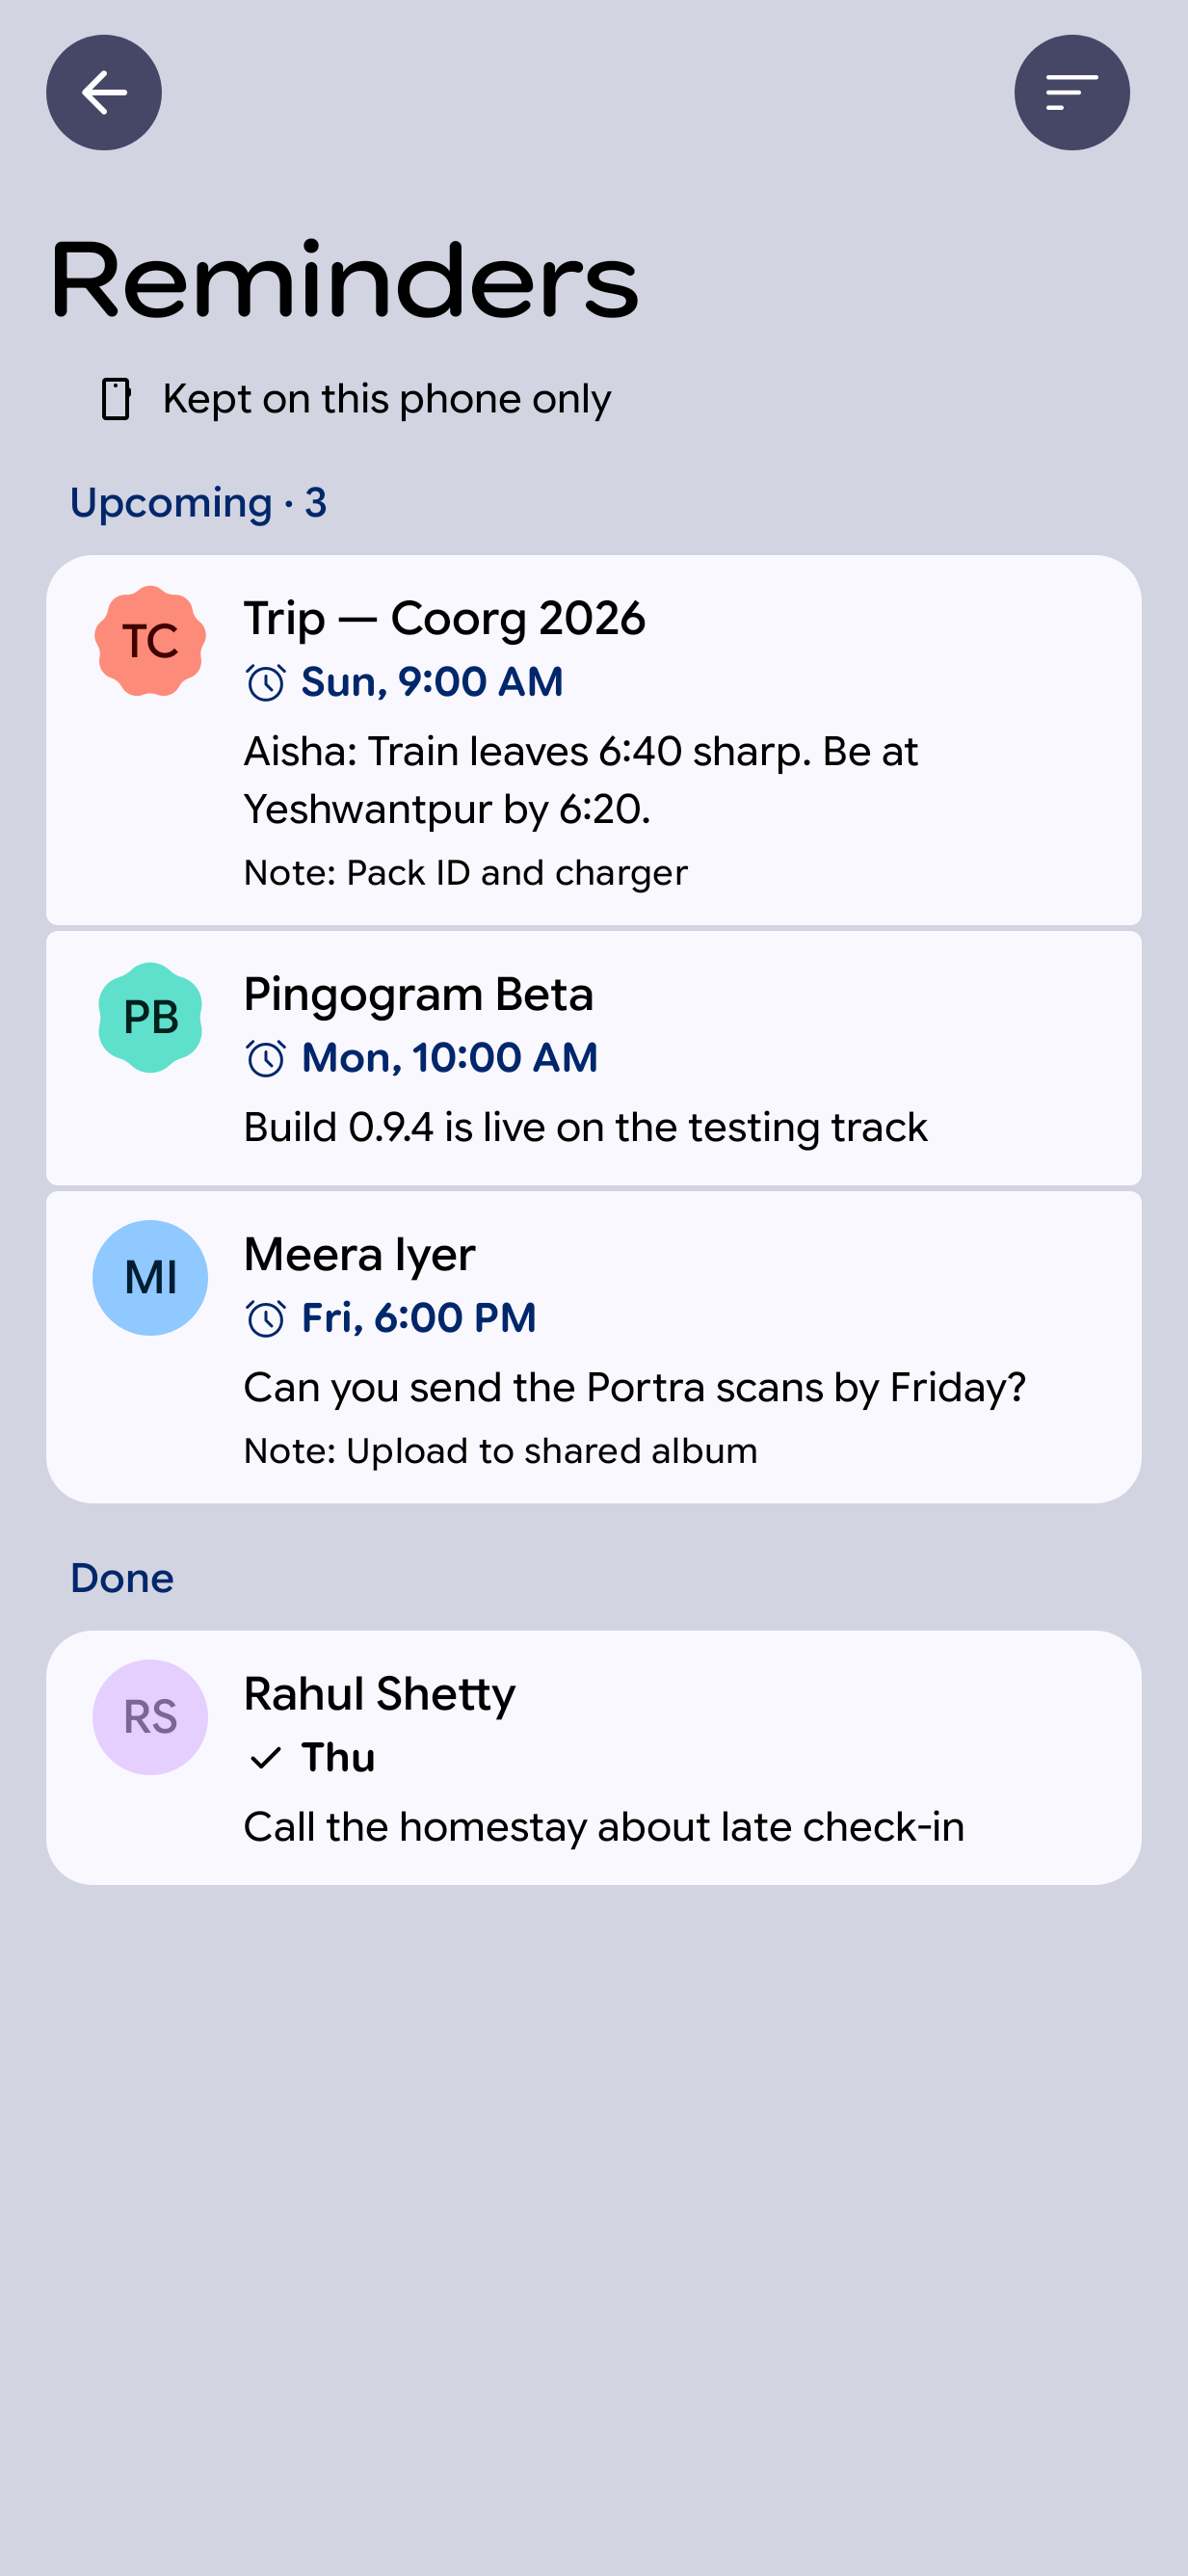 Reminders
Kept on this phone only
Upcoming · 3
TC
Trip — Coorg 2026
Sun, 9:00 AM
Aisha: Train leaves 6:40 sharp. Be at
Yeshwantpur by 6:20.
Note: Pack ID and charger
PB
Pingogram Beta
Mon, 10:00 AM
Build 0.9.4 is live on the testing track
MI
Meera Iyer
Fri, 6:00 PM
Can you send the Portra scans by Friday?
Note: Upload to shared album
Done
RS
Rahul Shetty
Thu
Call the homestay about late check-in